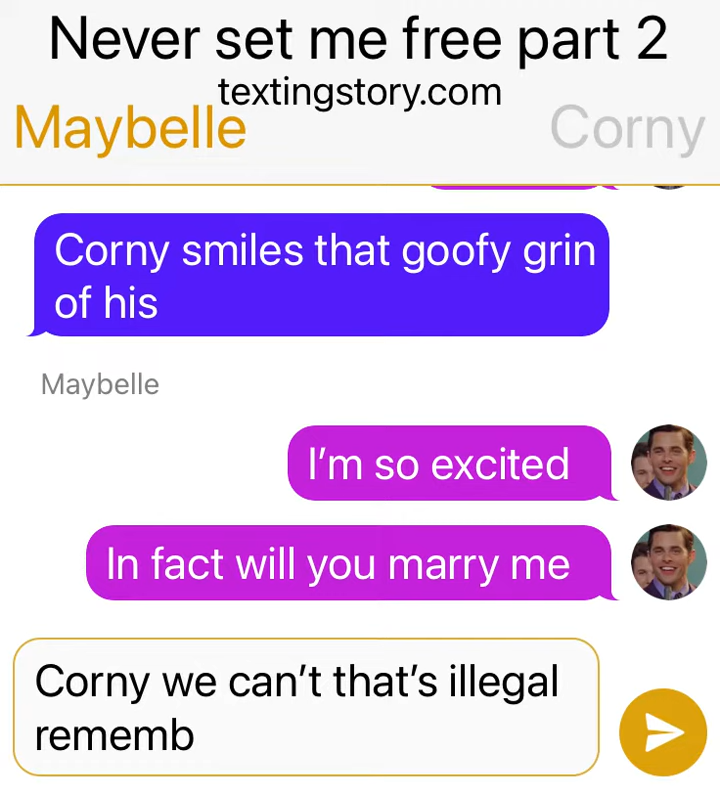 Never set me free part 2
textingstory.com
Maybelle
Corny
Corny smiles that goofy grin
of his
Maybelle
I'm so excited
In fact will you marry me
Corny we can't that's illegal
rememb